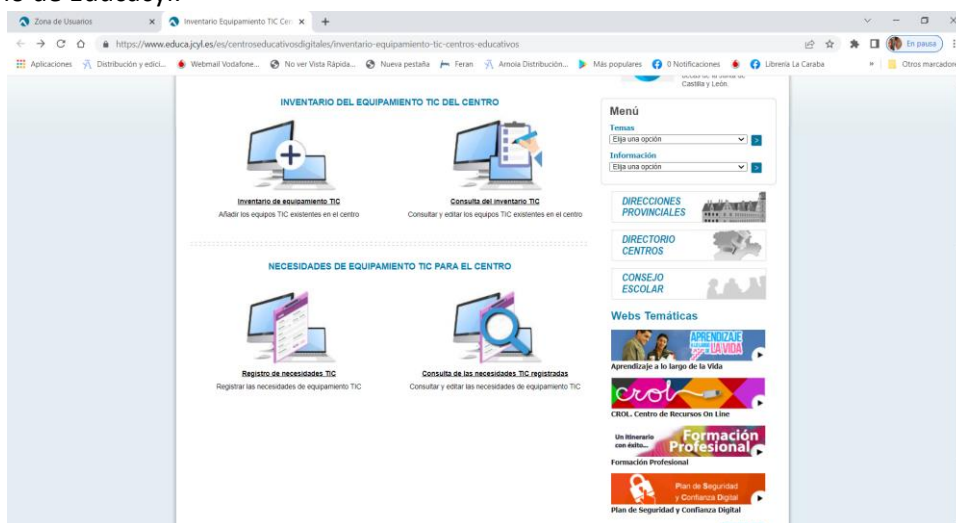 Zona de Usuarios
Inventario Equipamiento TIC Cen
https://www.educa.jcyl.es/es/centroseducativosdigitales/inventario-equipamiento-tic-centros-educativos
En pausa
Aplicaciones
Distribución y edici...
Webmail Vodafone...
No ver Vista Rápida...
Nueva pestaña
Feran
Arnoia Distribución...
Más populares
0 Notificaciones
Librería La Caraba
»
Otros marcadore
Castilla y León.
INVENTARIO DEL EQUIPAMIENTO TIC DEL CENTRO
Inventario de equipamiento TIC
Añadir los equipos TIC existentes en el centro
Consulta del inventario TIC
Consultar y editar los equipos TIC existentes en el centro
NECESIDADES DE EQUIPAMIENTO TIC PARA EL CENTRO
Registro de necesidades TIC
Registrar las necesidades de equipamiento TIC
Consulta de las necesidades TIC registradas
Consultar y editar las necesidades de equipamiento TIC
Menú
Temas
Elija una opción
>
Información
Elija una opción
>
DIRECCIONES
PROVINCIALES
DIRECTORIO
CENTROS
CONSEJO
ESCOLAR
Webs Temáticas
APRENDIZAJE
A LO LARGO DE LA VIDA
Aprendizaje a lo largo de la Vida
crol
CROL. Centro de Recursos On Line
Un Itinerario
con éxito...
Formación
Profesional
Formación Profesional
Plan de Seguridad
y Confianza Digital
Plan de Seguridad y Confianza Digital